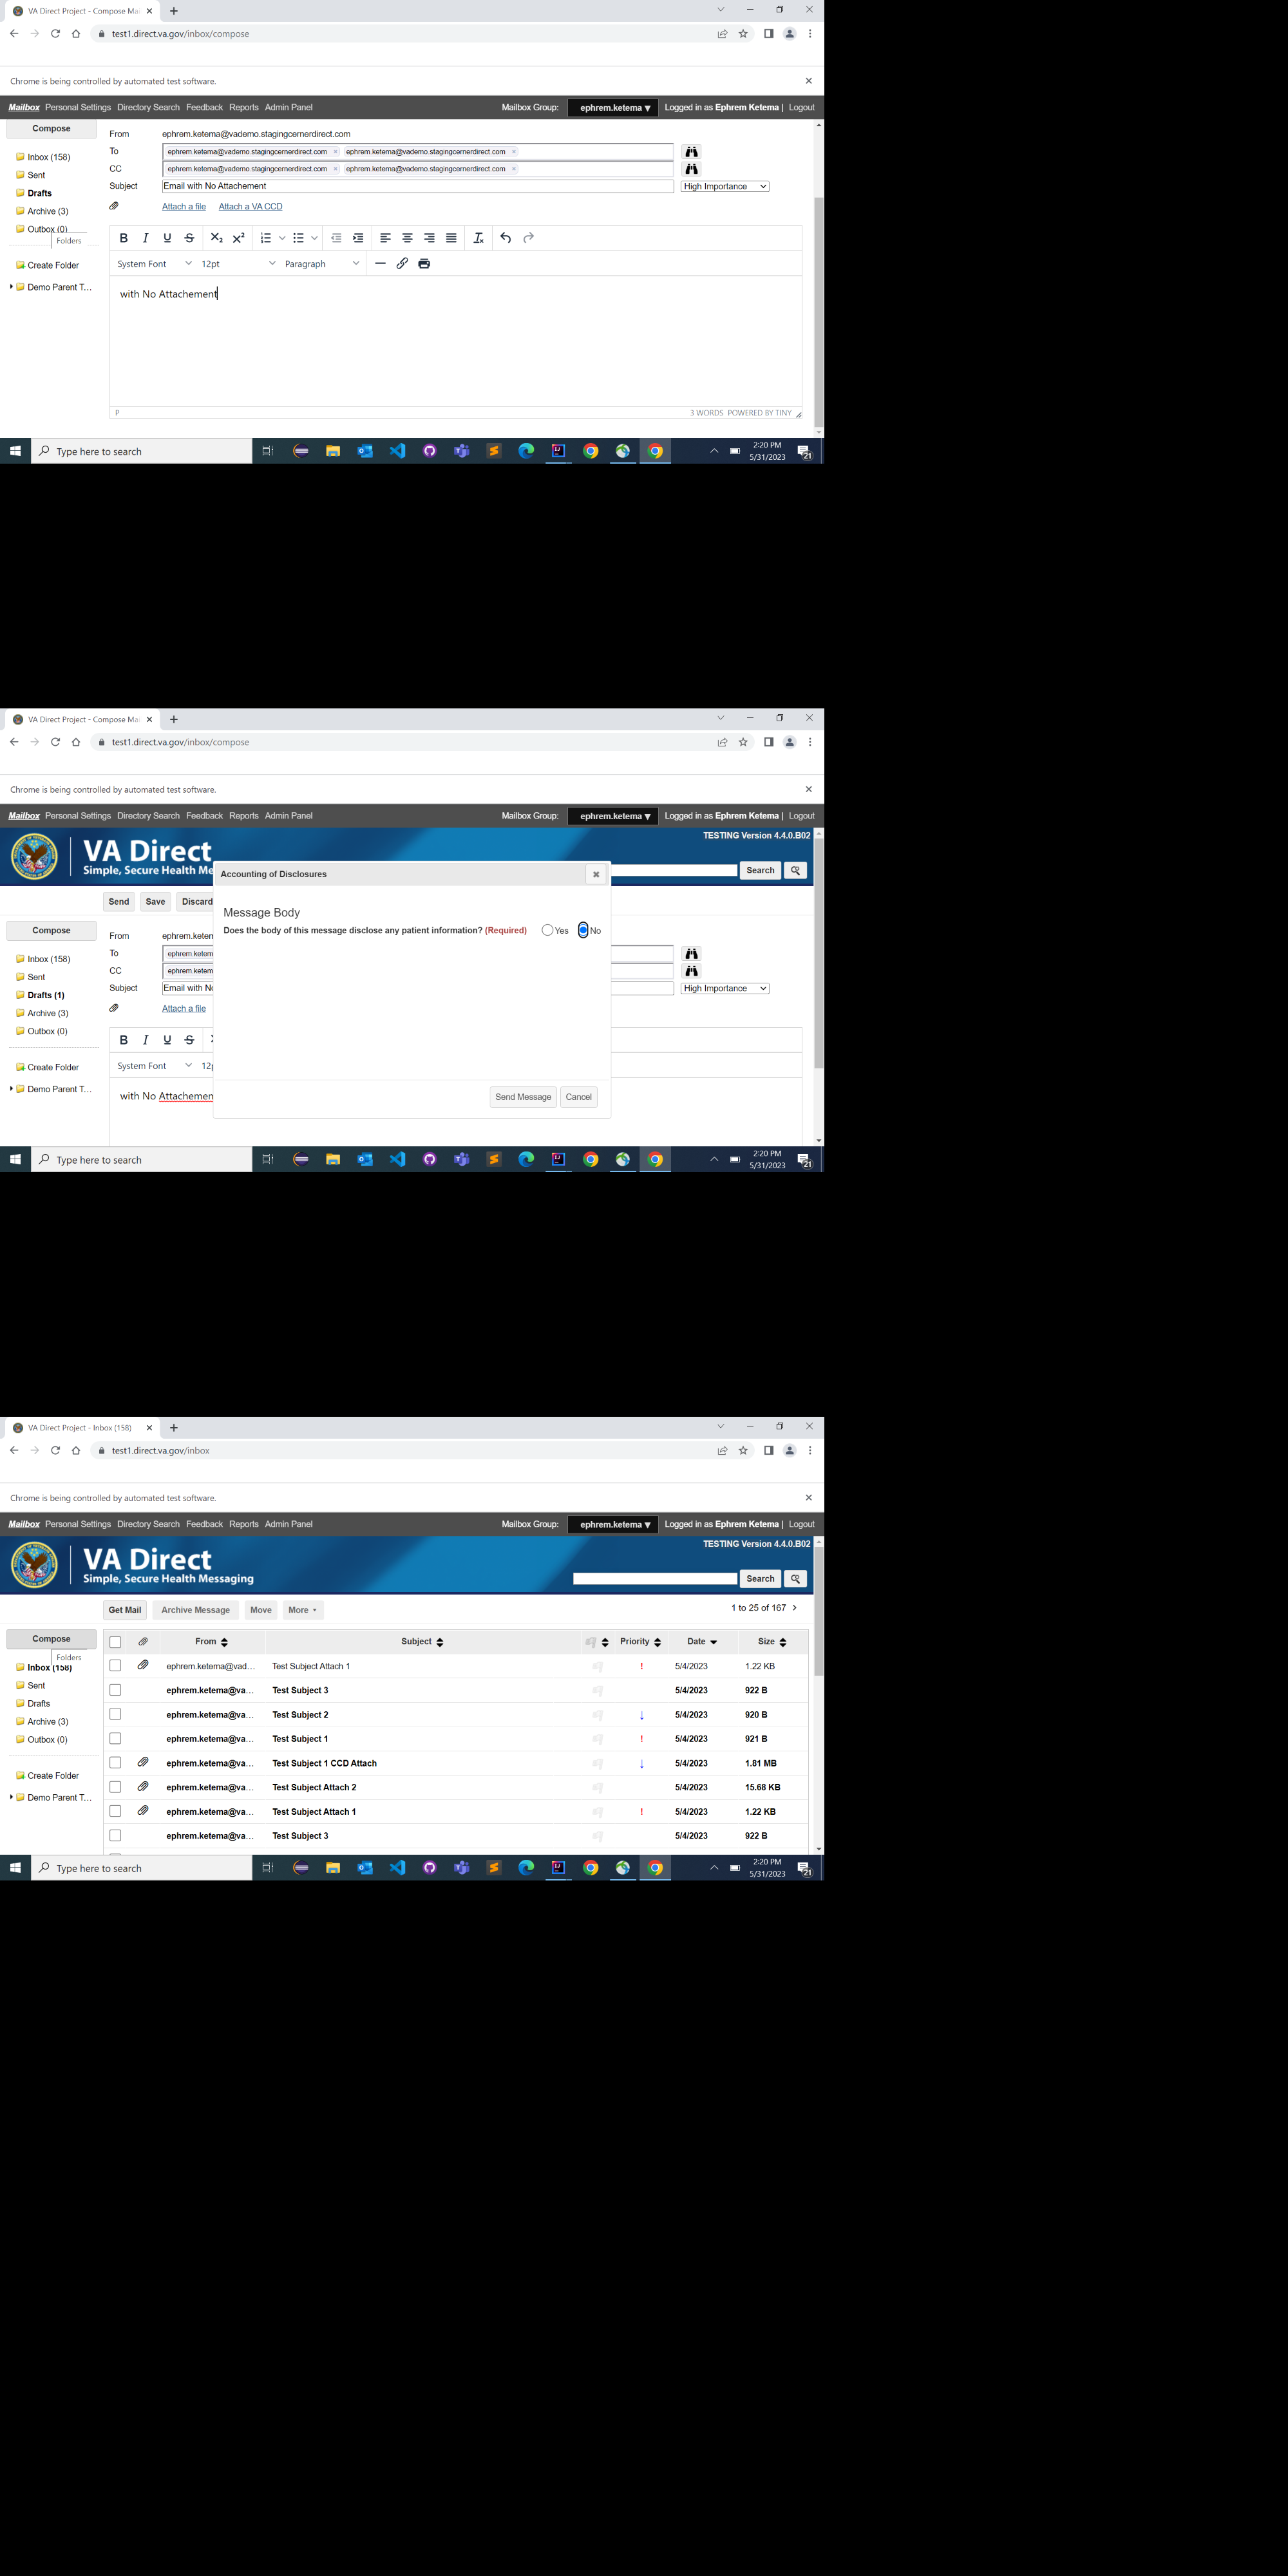 VA Direct Project - Compose Ma
test1.direct.va.gov/inbox/compose
Chrome is being controlled by automated test software.
Mailbox Personal Settings Directory Search Feedback Reports Admin Panel Mailbox Group: ephrem.ketema ▼ Logged in as Ephrem Ketema | Logout
Compose
From ephrem.ketema@vademo.stagingcernerdirect.com
To ephrem.ketema@vademo.stagingcernerdirect.com × ephrem.ketema@vademo.stagingcernerdirect.com ×
Inbox (158)
CC ephrem.ketema@vademo.stagingcernerdirect.com × ephrem.ketema@vademo.stagingcernerdirect.com ×
Sent
Subject Email with No Attachement High Importance
Drafts
Attach a file Attach a VA CCD
Archive (3)
Outbox (0)
Folders
Create Folder
System Font 12pt Paragraph
Demo Parent T...
with No Attachement
P 3 WORDS POWERED BY TINY
Type here to search
2:20 PM
5/31/2023
21
VA Direct Project - Compose Ma
test1.direct.va.gov/inbox/compose
Chrome is being controlled by automated test software.
Mailbox Personal Settings Directory Search Feedback Reports Admin Panel Mailbox Group: ephrem.ketema ▼ Logged in as Ephrem Ketema | Logout
TESTING Version 4.4.0.B02
VA Direct
Simple, Secure Health Me
Search
Accounting of Disclosures
Send Save Discard
Message Body
Does the body of this message disclose any patient information? (Required) Yes No
Compose
From ephrem.keter
To ephrem.ketem
Inbox (158)
CC ephrem.ketem
Sent
Subject Email with No High Importance
Drafts (1)
Attach a file
Archive (3)
Outbox (0)
Create Folder
System Font 12p
Demo Parent T...
with No Attachemen
Send Message Cancel
Type here to search
2:20 PM
5/31/2023
21
VA Direct Project - Inbox (158)
test1.direct.va.gov/inbox
Chrome is being controlled by automated test software.
Mailbox Personal Settings Directory Search Feedback Reports Admin Panel Mailbox Group: ephrem.ketema ▼ Logged in as Ephrem Ketema | Logout
TESTING Version 4.4.0.B02
VA Direct
Simple, Secure Health Messaging
Search
Get Mail Archive Message Move More 1 to 25 of 167 >
Compose
Folders
Inbox (158)
Sent
Drafts
Archive (3)
Outbox (0)
Create Folder
Demo Parent T...
From Subject Priority Date Size
ephrem.ketema@vad... Test Subject Attach 1 ! 5/4/2023 1.22 KB
ephrem.ketema@va... Test Subject 3 5/4/2023 922 B
ephrem.ketema@va... Test Subject 2 ↓ 5/4/2023 920 B
ephrem.ketema@va... Test Subject 1 ! 5/4/2023 921 B
ephrem.ketema@va... Test Subject 1 CCD Attach ↓ 5/4/2023 1.81 MB
ephrem.ketema@va... Test Subject Attach 2 5/4/2023 15.68 KB
ephrem.ketema@va... Test Subject Attach 1 ! 5/4/2023 1.22 KB
ephrem.ketema@va... Test Subject 3 5/4/2023 922 B
Type here to search
2:20 PM
5/31/2023
21